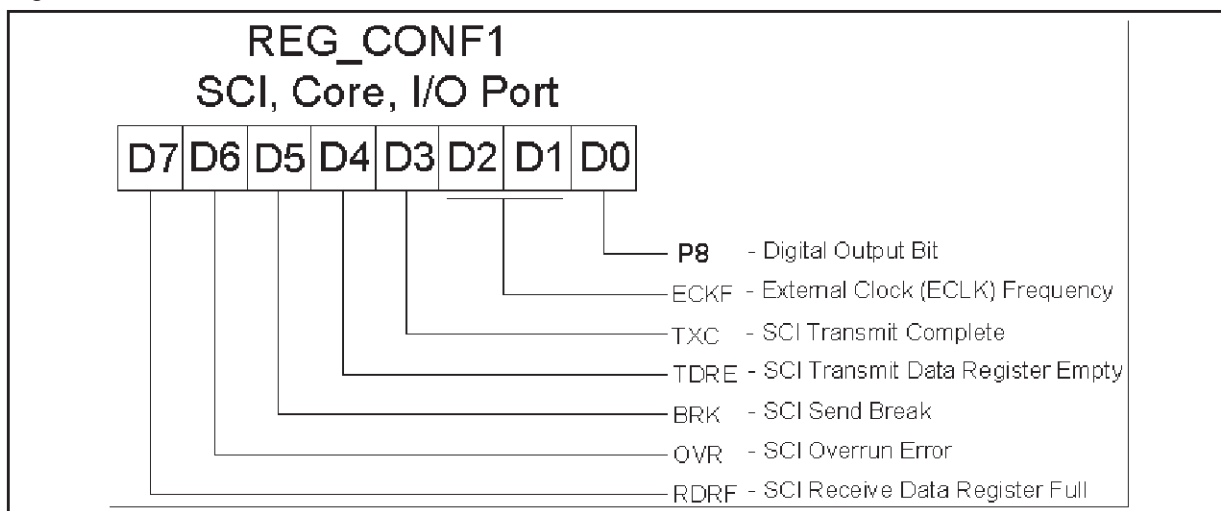 REG_CONF1
SCI, Core, I/O Port
D7 D6 D5 D4 D3 D2 D1 D0
P8 - Digital Output Bit
ECKF - External Clock (ECLK) Frequency
TXC - SCI Transmit Complete
TDRE - SCI Transmit Data Register Empty
BRK - SCI Send Break
OVR - SCI Overrun Error
RDRF - SCI Receive Data Register Full